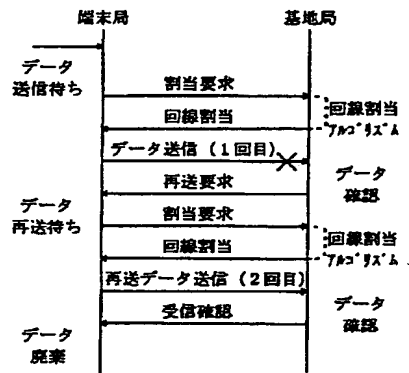 端末局 基地局
データ
送信待ち
割当要求
回線割当
回線割当
アルゴリズム
データ送信（1回目）
再送要求
データ
確認
データ
再送待ち
割当要求
回線割当
回線割当
アルゴリズム
再送データ送信（2回目）
受信確認
データ
確認
データ
廃棄